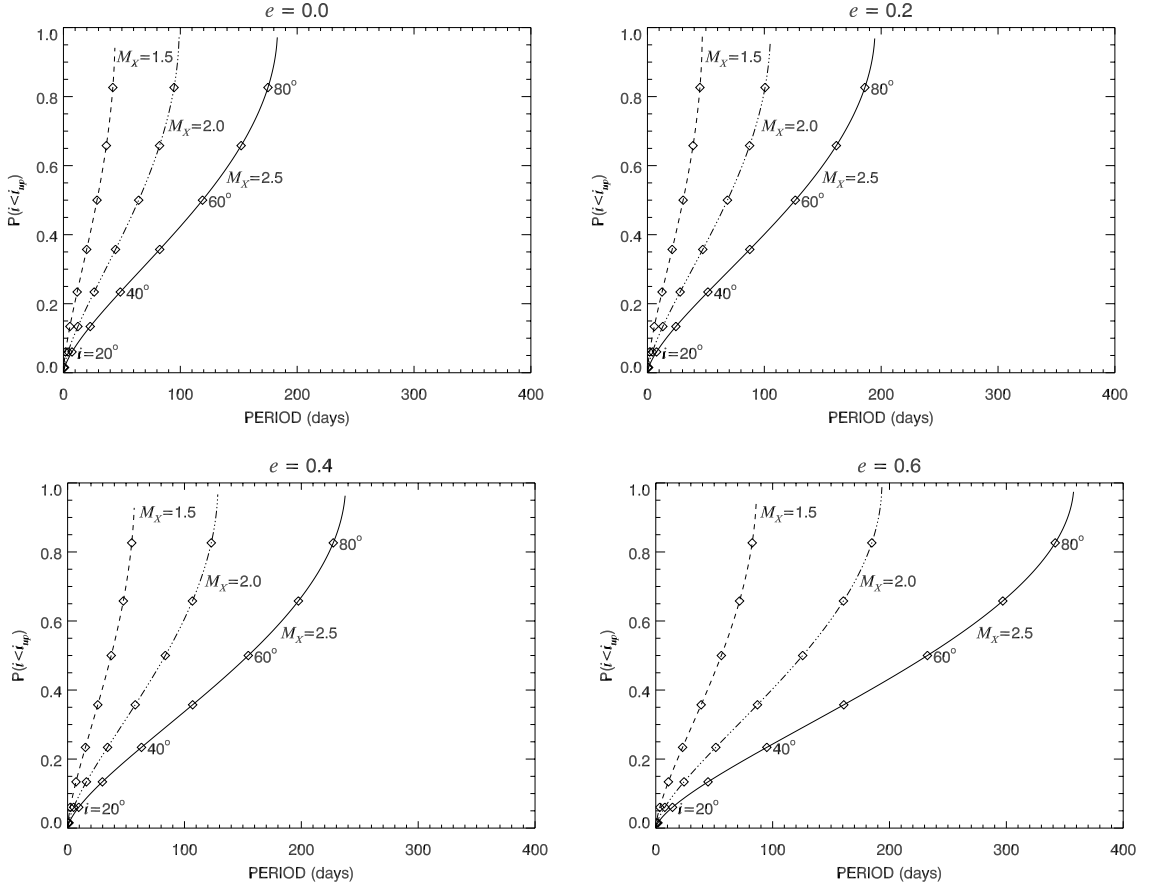 e = 0.0
1.0
0.8
0.6
0.4
0.2
0.0
P(i<i_up)
M_X=1.5
M_X=2.0
M_X=2.5
80°
60°
40°
i=20°
0 100 200 300 400
PERIOD (days)
e = 0.2
1.0
0.8
0.6
0.4
0.2
0.0
P(i<i_up)
M_X=1.5
M_X=2.0
M_X=2.5
80°
60°
40°
i=20°
0 100 200 300 400
PERIOD (days)
e = 0.4
1.0
0.8
0.6
0.4
0.2
0.0
P(i<i_up)
M_X=1.5
M_X=2.0
M_X=2.5
80°
60°
40°
i=20°
0 100 200 300 400
PERIOD (days)
e = 0.6
1.0
0.8
0.6
0.4
0.2
0.0
P(i<i_up)
M_X=1.5
M_X=2.0
M_X=2.5
80°
60°
40°
i=20°
0 100 200 300 400
PERIOD (days)